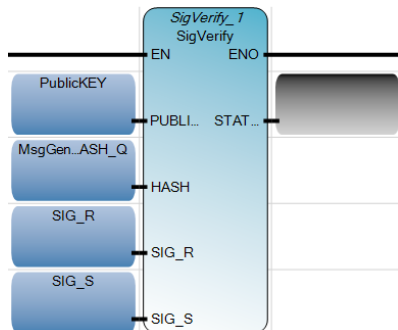 SigVerify_1
SigVerify
EN ENO
PublicKEY
PUBLI... STAT...
MsgGen...ASH_Q
HASH
SIG_R
SIG_R
SIG_S
SIG_S